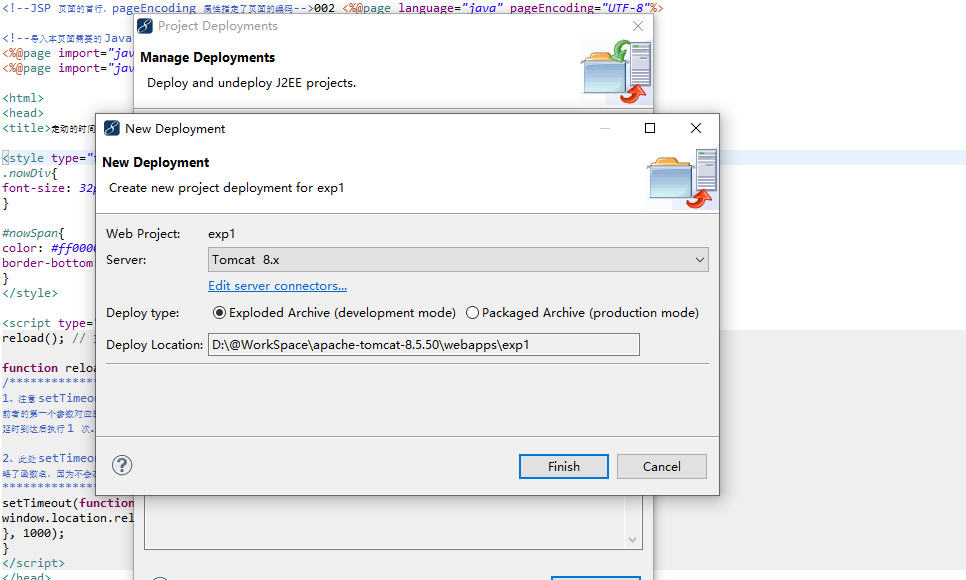 <!--JSP 页面的首行，pageEncoding 属性指定了页面的编码-->002 <%@page language="java" pageEncoding="UTF-8"%>
Project Deployments
<!--导入本页面需要的 Java
<%@page import="jav
<%@page import="jav
Manage Deployments
Deploy and undeploy J2EE projects.
<html>
<head>
<title>走动的时间
<style type="
.nowDiv{
font-size: 32p
}
#nowSpan{
color: #ff000
border-bottom:
}
</style>
<script type="
reload(); //
function reloa
/**************
1、注意 setTimeou
前者的第一个参数对应的
延时到达后执行 1 次.
2、此处 setTimeou
略了函数名，因为不会在
**************
setTimeout(function
window.location.rel
}, 1000);
}
</script>
</head>
New Deployment
New Deployment
Create new project deployment for exp1
Web Project: exp1
Server: Tomcat 8.x
Edit server connectors...
Deploy type: Exploded Archive (development mode) Packaged Archive (production mode)
Deploy Location: D:\@WorkSpace\apache-tomcat-8.5.50\webapps\exp1
?
Finish Cancel